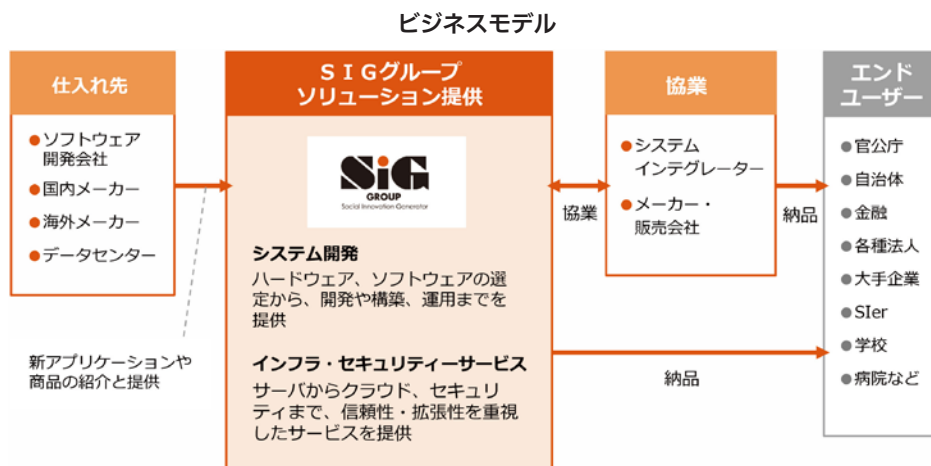 ビジネスモデル
仕入れ先
●ソフトウェア
開発会社
●国内メーカー
●海外メーカー
●データセンター
新アプリケーションや
商品の紹介と提供
ＳＩＧグループ
ソリューション提供
SiG
GROUP
Social Innovation Generator
システム開発
ハードウェア、ソフトウェアの選
定から、開発や構築、運用までを
提供
インフラ・セキュリティーサービス
サーバからクラウド、セキュリ
ティまで、信頼性・拡張性を重視
したサービスを提供
協業
協業
●システム
インテグレーター
●メーカー・
販売会社
納品
納品
エンド
ユーザー
●官公庁
●自治体
●金融
●各種法人
●大手企業
●SIer
●学校
●病院など